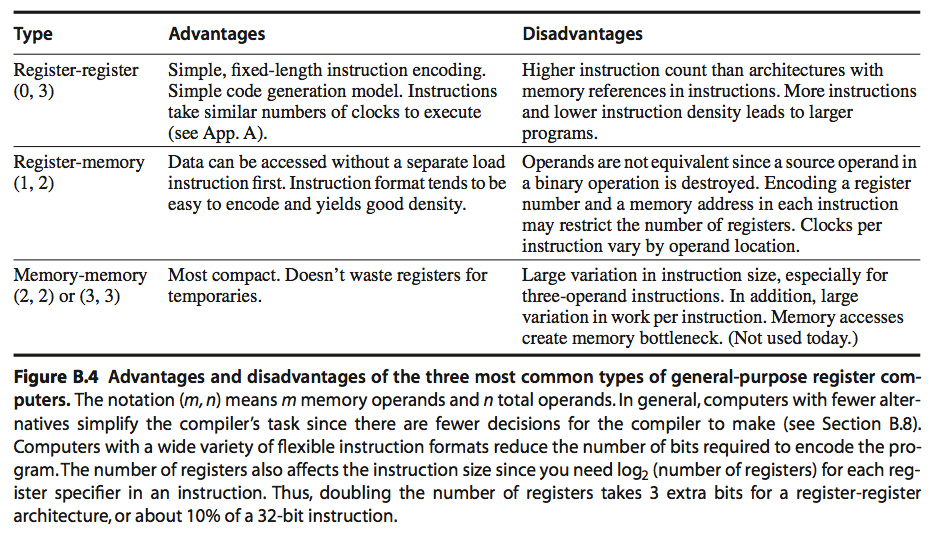 Type Advantages Disadvantages
Register-register Simple, fixed-length instruction encoding. Higher instruction count than architectures with
(0, 3) Simple code generation model. Instructions memory references in instructions. More instructions
take similar numbers of clocks to execute and lower instruction density leads to larger
(see App. A). programs.
Register-memory Data can be accessed without a separate load Operands are not equivalent since a source operand in
(1, 2) instruction first. Instruction format tends to be a binary operation is destroyed. Encoding a register
easy to encode and yields good density. number and a memory address in each instruction
may restrict the number of registers. Clocks per
instruction vary by operand location.
Memory-memory Most compact. Doesn’t waste registers for Large variation in instruction size, especially for
(2, 2) or (3, 3) temporaries. three-operand instructions. In addition, large
variation in work per instruction. Memory accesses
create memory bottleneck. (Not used today.)
Figure B.4 Advantages and disadvantages of the three most common types of general-purpose register com-
puters. The notation (m, n) means m memory operands and n total operands. In general, computers with fewer alter-
natives simplify the compiler’s task since there are fewer decisions for the compiler to make (see Section B.8).
Computers with a wide variety of flexible instruction formats reduce the number of bits required to encode the pro-
gram. The number of registers also affects the instruction size since you need log₂ (number of registers) for each reg-
ister specifier in an instruction. Thus, doubling the number of registers takes 3 extra bits for a register-register
architecture, or about 10% of a 32-bit instruction.